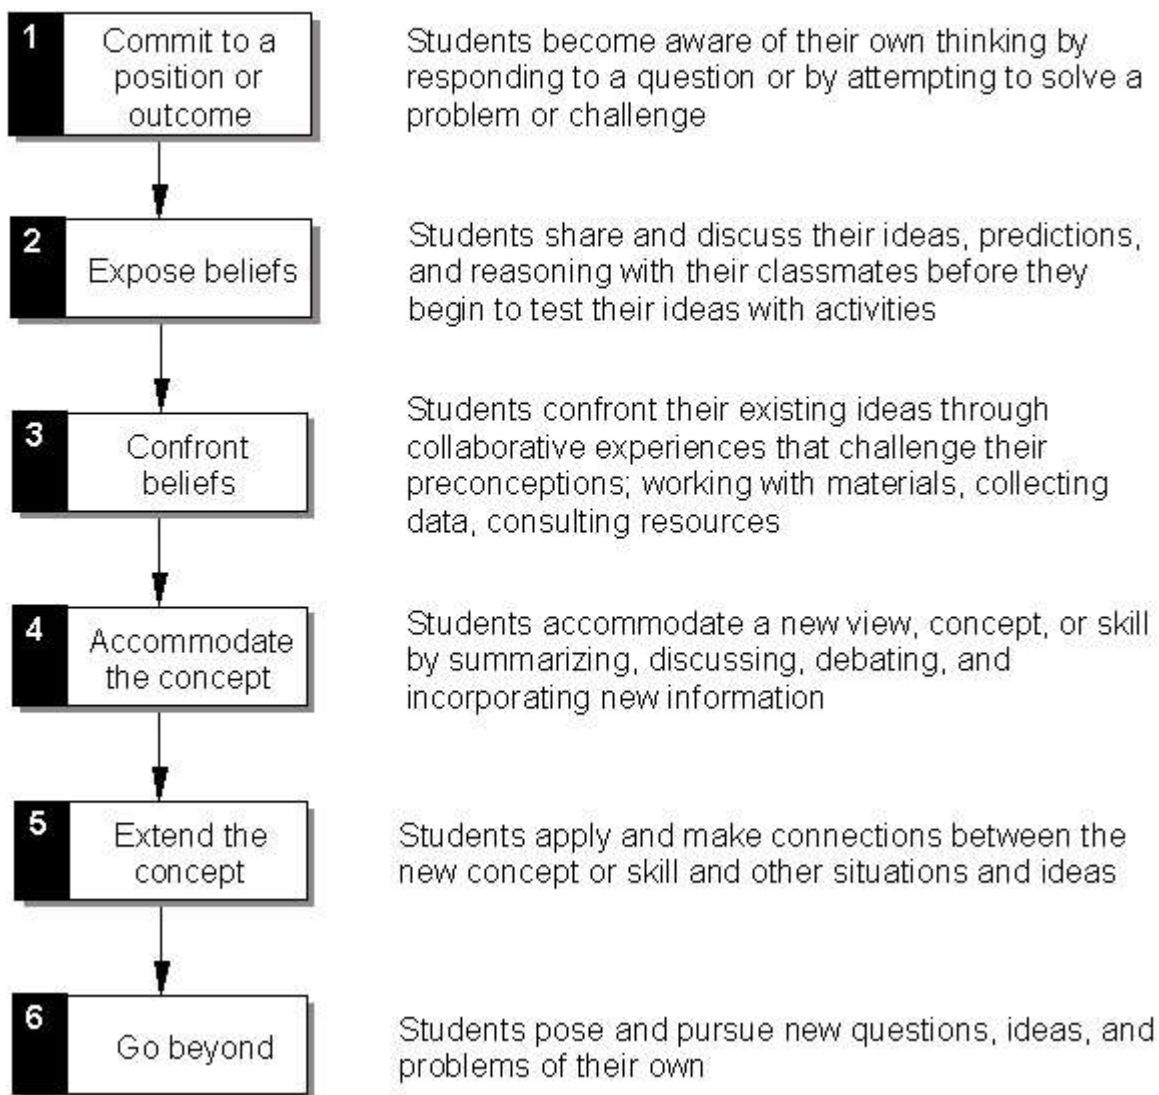 1
Commit to a
position or
outcome
Students become aware of their own thinking by
responding to a question or by attempting to solve a
problem or challenge
2
Expose beliefs
Students share and discuss their ideas, predictions,
and reasoning with their classmates before they
begin to test their ideas with activities
3
Confront
beliefs
Students confront their existing ideas through
collaborative experiences that challenge their
preconceptions; working with materials, collecting
data, consulting resources
4
Accommodate
the concept
Students accommodate a new view, concept, or skill
by summarizing, discussing, debating, and
incorporating new information
5
Extend the
concept
Students apply and make connections between the
new concept or skill and other situations and ideas
6
Go beyond
Students pose and pursue new questions, ideas, and
problems of their own